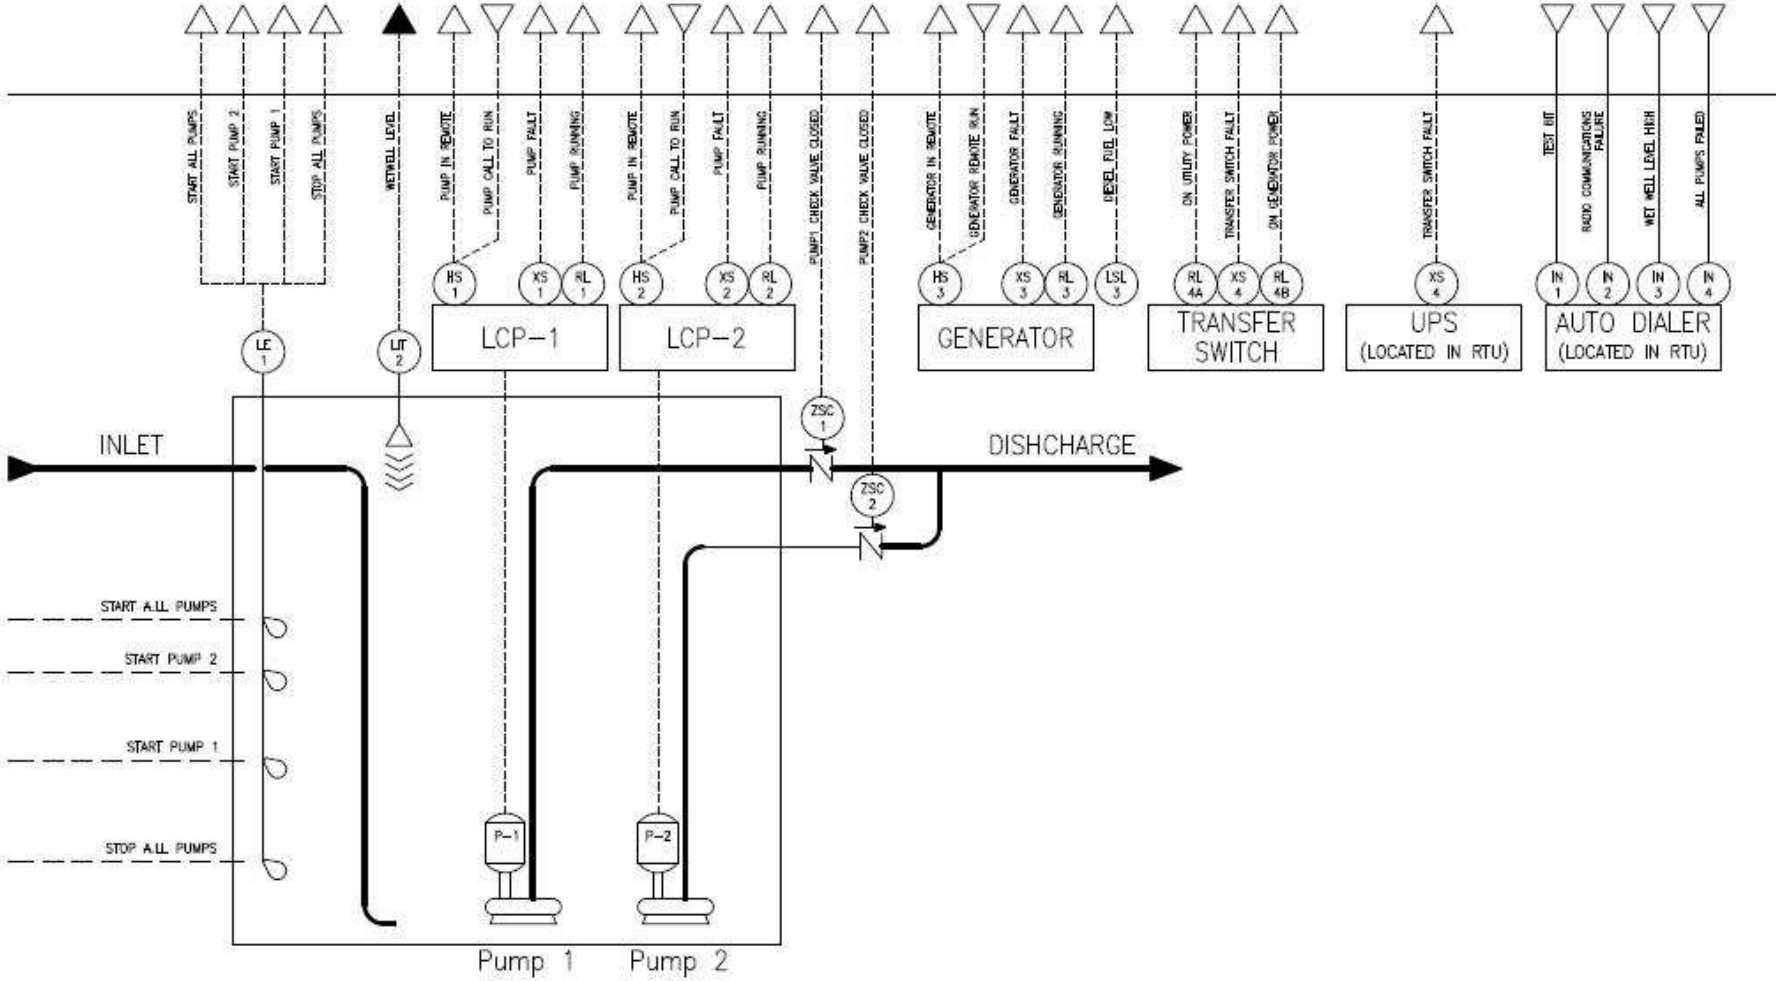 START ALL PUMPS
START PUMP 2
START PUMP 1
STOP ALL PUMPS
WETWELL LEVEL
PUMP IN REMOTE
PUMP CALL TO RUN
PUMP FAULT
PUMP RUNNING
PUMP IN REMOTE
PUMP CALL TO RUN
PUMP FAULT
PUMP RUNNING
PUMP1 CHECK VALVE CLOSED
PUMP2 CHECK VALVE CLOSED
GENERATOR IN REMOTE
GENERATOR REMOTE RUN
GENERATOR FAULT
GENERATOR RUNNING
DIESEL FUEL LOW
ON UTILITY POWER
TRANSFER SWITCH FAULT
ON GENERATOR POWER
TRANSFER SWITCH FAULT
TEST BIT
RADIO COMMUNICATIONS
FAILURE
WET WELL LEVEL HIGH
ALL PUMPS FAILED
HS
1
XS
1
RL
1
HS
2
XS
2
RL
2
HS
3
XS
3
RL
3
LSL
3
RL
4A
XS
4
RL
4B
XS
4
IN
1
IN
2
IN
3
IN
4
LE
1
LIT
2
LCP-1
LCP-2
GENERATOR
TRANSFER
SWITCH
UPS
(LOCATED IN RTU)
AUTO DIALER
(LOCATED IN RTU)
ZSC
1
INLET
DISHCHARGE
ZSC
2
START ALL PUMPS
START PUMP 2
START PUMP 1
STOP ALL PUMPS
P-1
P-2
Pump 1
Pump 2